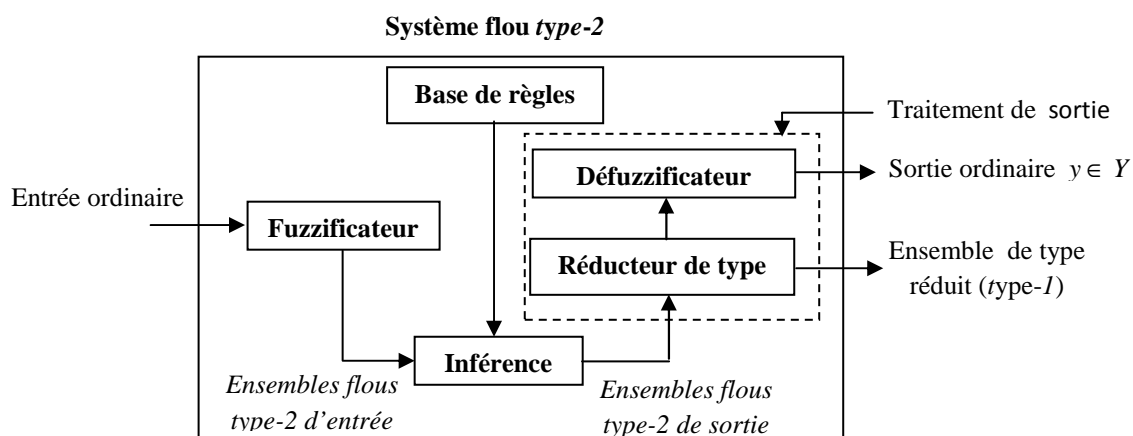 Système flou type-2
Base de règles
Traitement de sortie
Défuzzificateur
Sortie ordinaire y ∈ Y
Entrée ordinaire
Fuzzificateur
Réducteur de type
Ensemble de type
réduit (type-1)
Inférence
Ensembles flous
type-2 d'entrée
Ensembles flous
type-2 de sortie